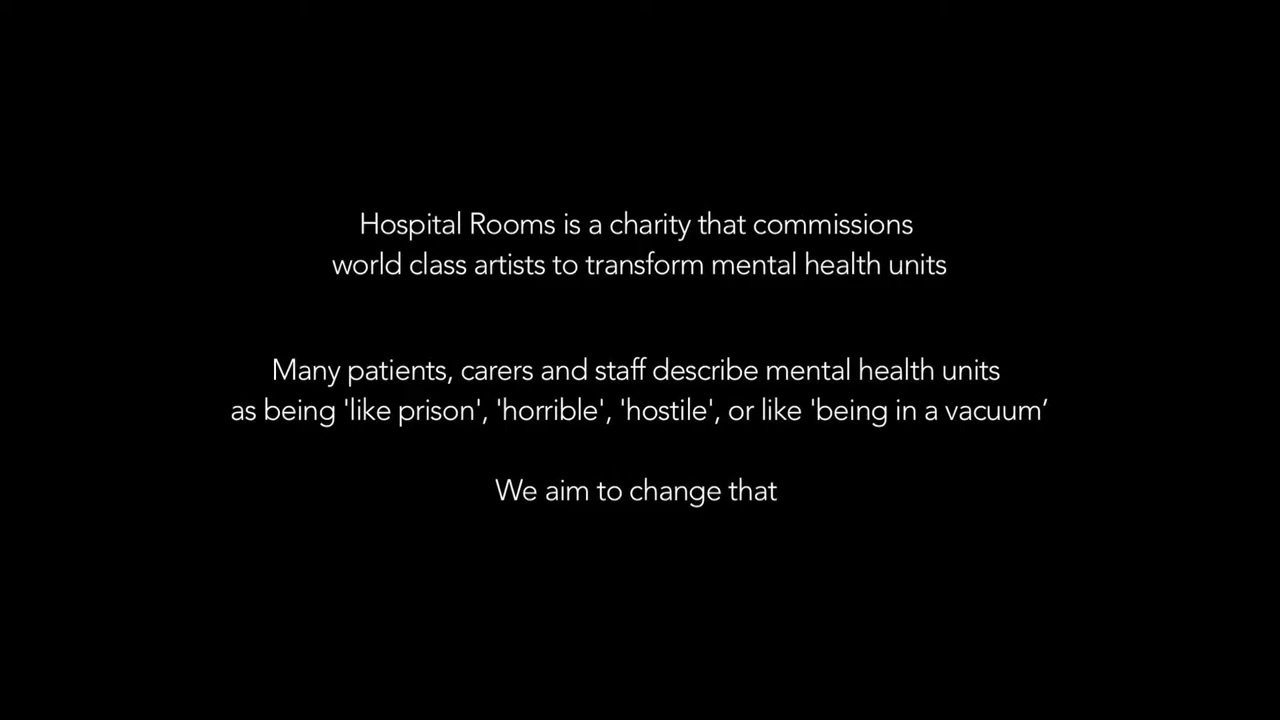 Hospital Rooms is a charity that commissions
world class artists to transform mental health units
Many patients, carers and staff describe mental health units
as being 'like prison', 'horrible', 'hostile', or like 'being in a vacuum’
We aim to change that